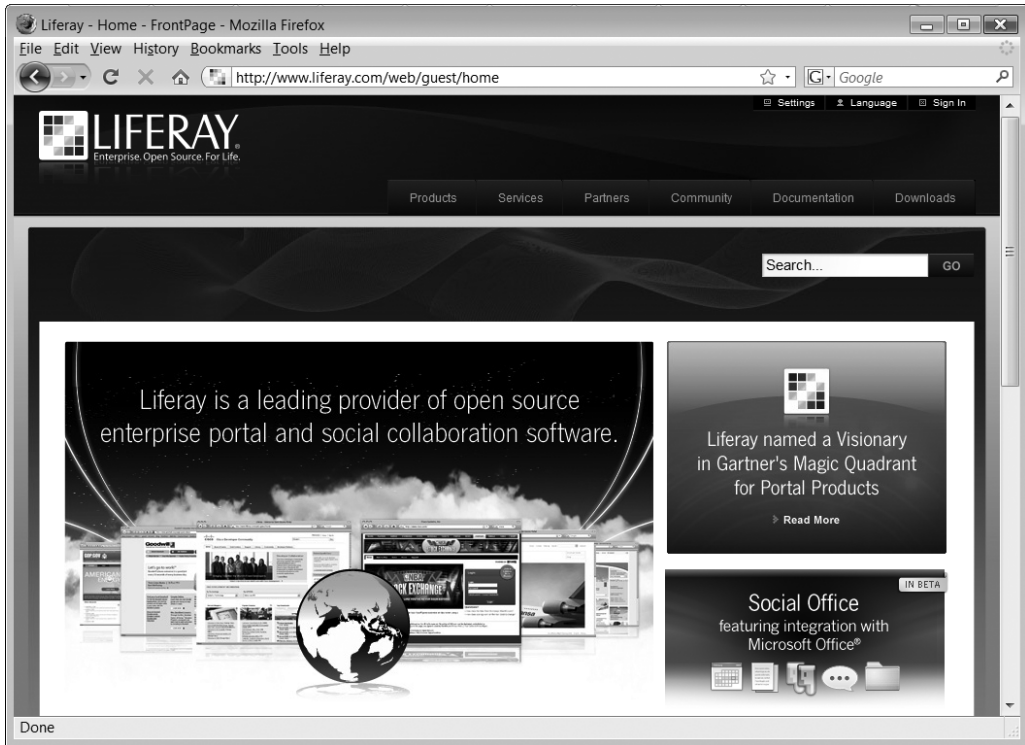 Liferay - Home - FrontPage - Mozilla Firefox
File Edit View History Bookmarks Tools Help
http://www.liferay.com/web/guest/home
G Google
Settings Language Sign In
LIFERAY.
Enterprise. Open Source. For Life.
Products Services Partners Community Documentation Downloads
Search... GO
Liferay is a leading provider of open source
enterprise portal and social collaboration software.
Goodwill
Liferay named a Visionary
in Gartner's Magic Quadrant
for Portal Products
Read More
IN BETA
Social Office
featuring integration with
Microsoft Office®
Done